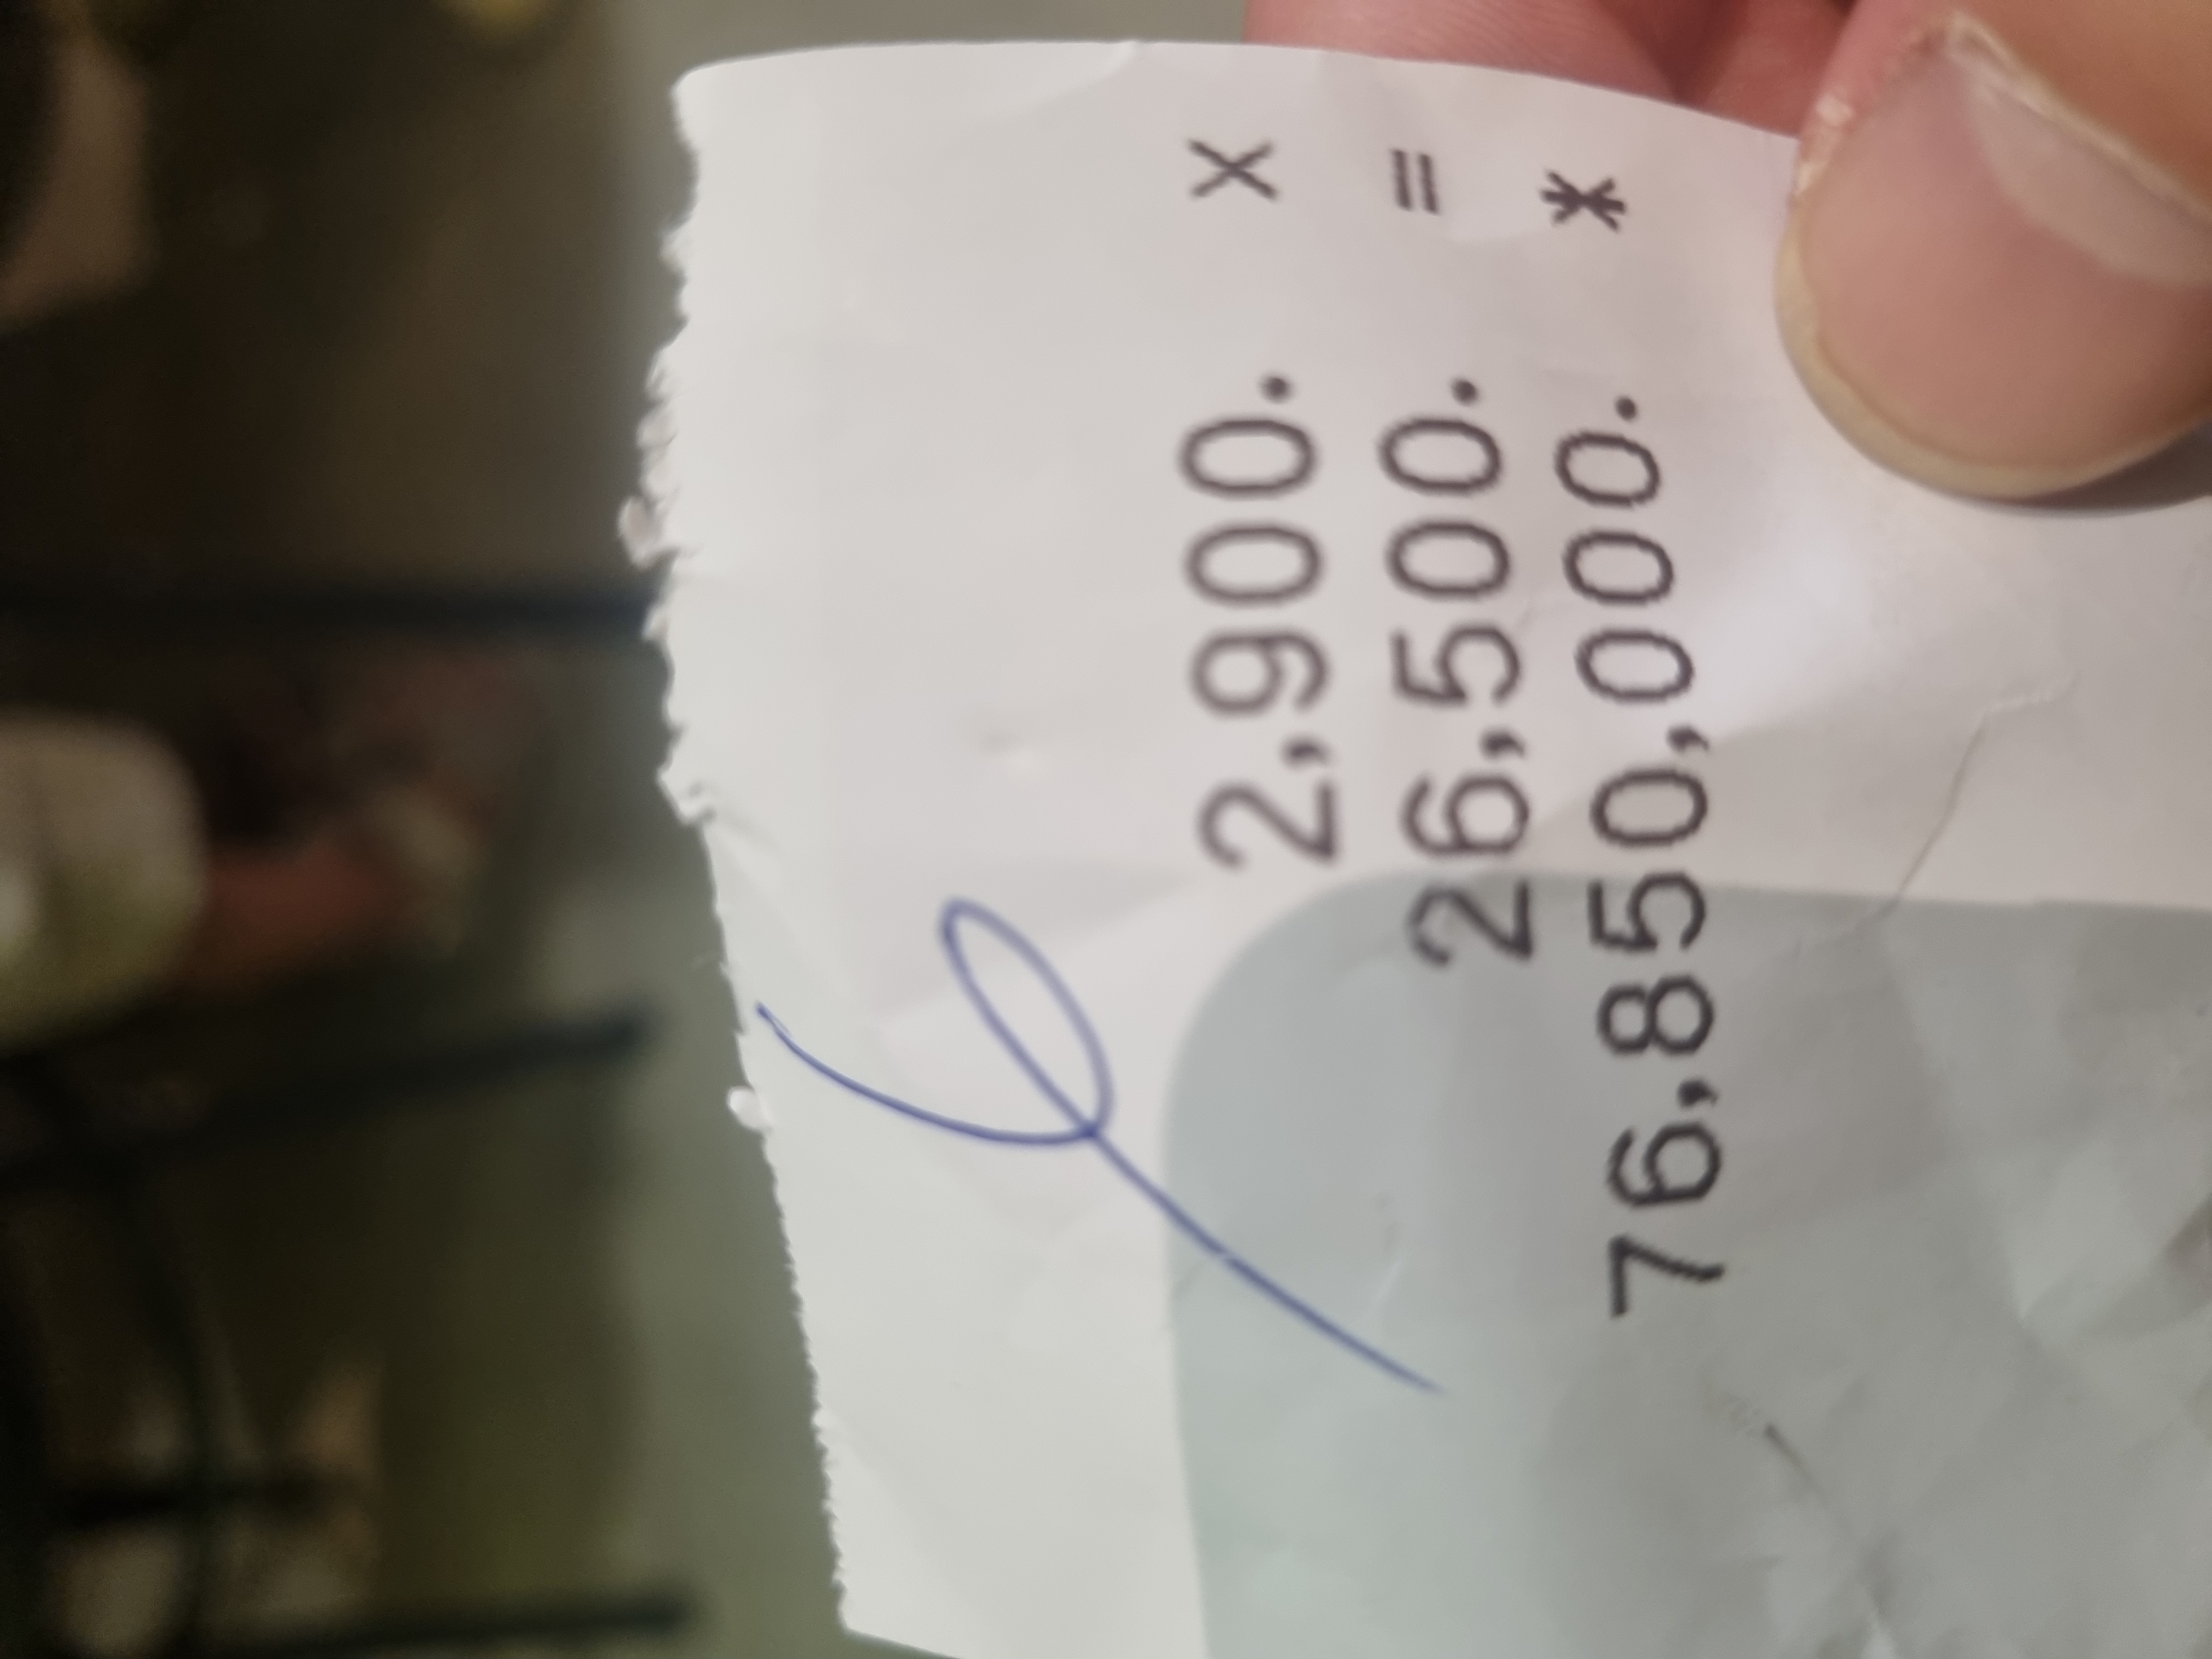 2,900. X
26,500. =
76,850,000. *